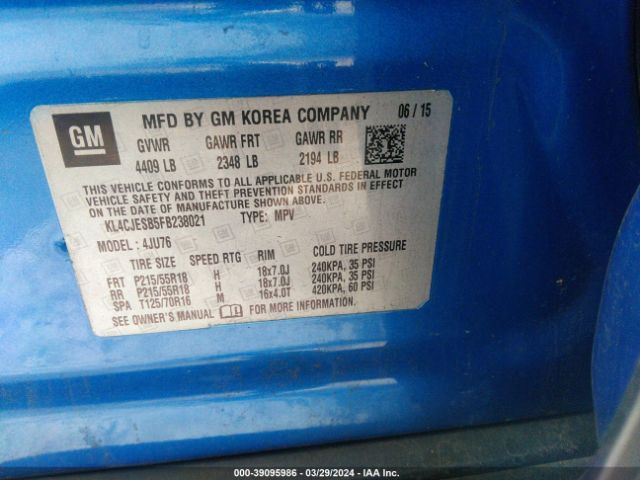 GM
MFD BY GM KOREA COMPANY 06 / 15
GVWR GAWR FRT GAWR RR
4409 LB 2348 LB 2194 LB
THIS VEHICLE CONFORMS TO ALL APPLICABLE U.S. FEDERAL MOTOR
VEHICLE SAFETY AND THEFT PREVENTION STANDARDS IN EFFECT
ON THE DATE OF MANUFACTURE SHOWN ABOVE.
KL4CJESB5FB238021 TYPE: MPV
MODEL : 4JU76
TIRE SIZE SPEED RTG RIM COLD TIRE PRESSURE
FRT P215/55R18 H 18x7.0J 240KPA, 35 PSI
RR P215/55R18 H 18x7.0J 240KPA, 35 PSI
SPA T125/70R16 M 16x4.0T 420KPA, 60 PSI
SEE OWNER'S MANUAL FOR MORE INFORMATION.
000-39095986 - 03/29/2024 - IAA Inc.